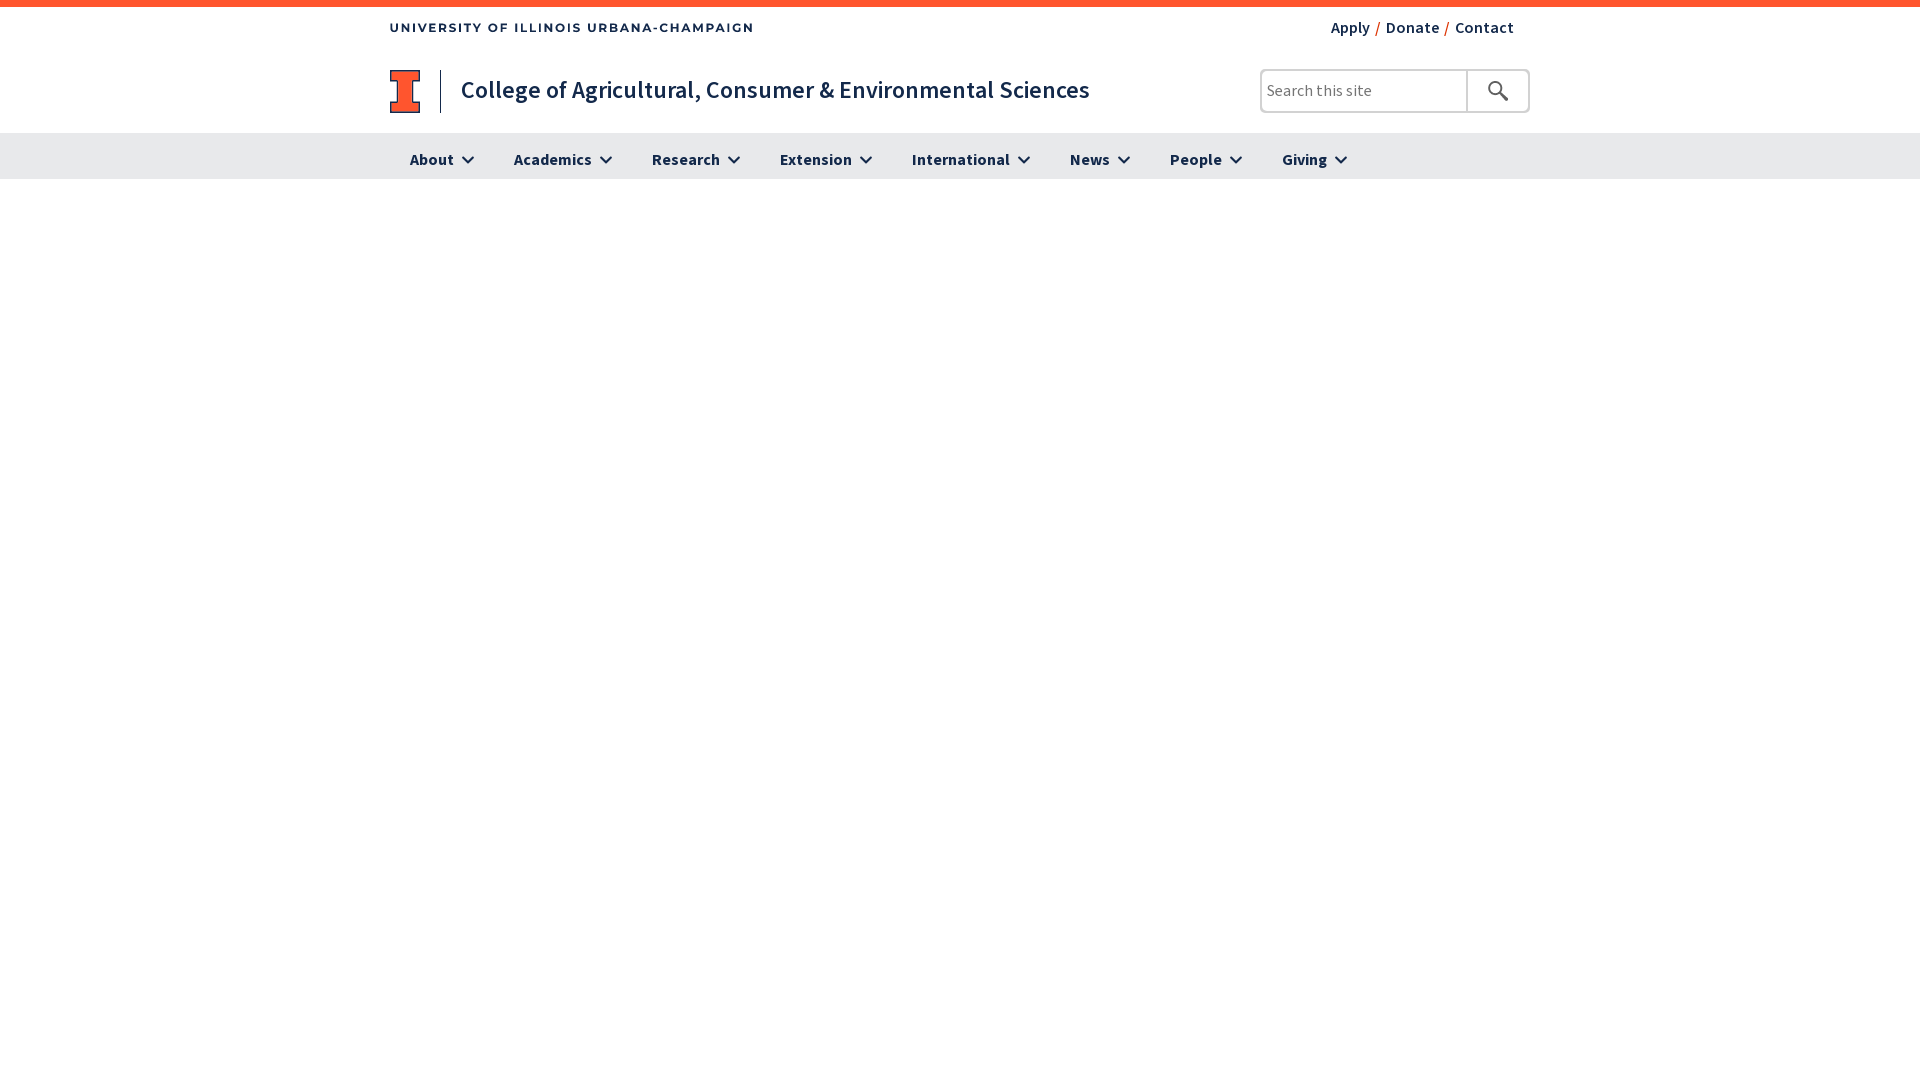 UNIVERSITY OF ILLINOIS URBANA-CHAMPAIGN
Apply / Donate / Contact
College of Agricultural, Consumer & Environmental Sciences
Search this site
About Academics Research Extension International News People Giving